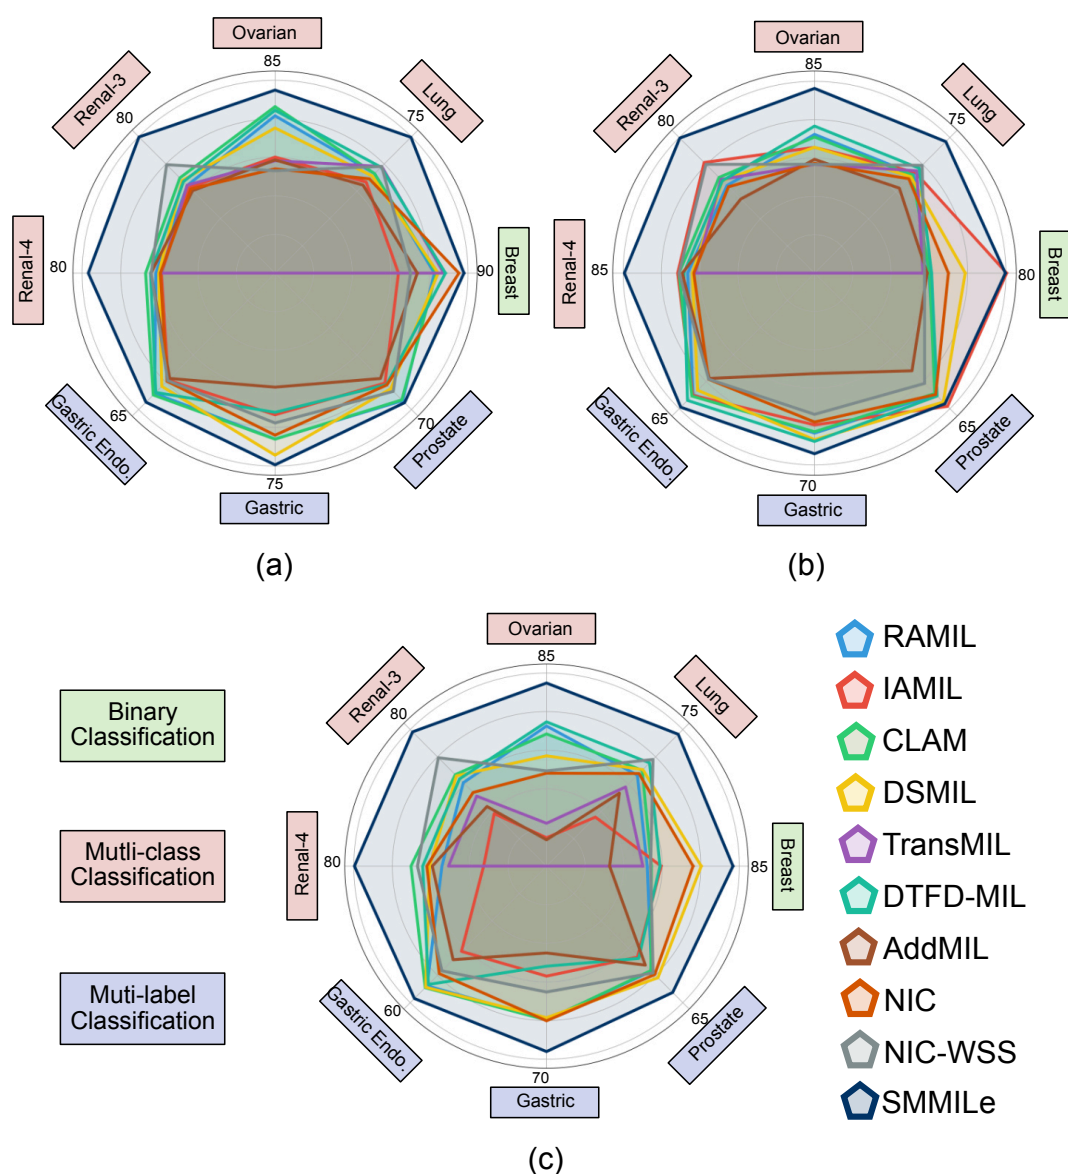 Ovarian
85
Renal-3
Lung
80
75
Renal-4
80
90
Breast
Gastric Endo.
65
70
Prostate
75
Gastric
(a)
Ovarian
85
Renal-3
Lung
80
75
Renal-4
85
80
Breast
Gastric Endo.
65
65
Prostate
70
Gastric
(b)
Ovarian
85
Renal-3
Lung
80
75
Renal-4
80
85
Breast
Gastric Endo.
60
65
Prostate
70
Gastric
(c)
Binary
Classification
Mutli-class
Classification
Muti-label
Classification
RAMIL
IAMIL
CLAM
DSMIL
TransMIL
DTFD-MIL
AddMIL
NIC
NIC-WSS
SMMILe